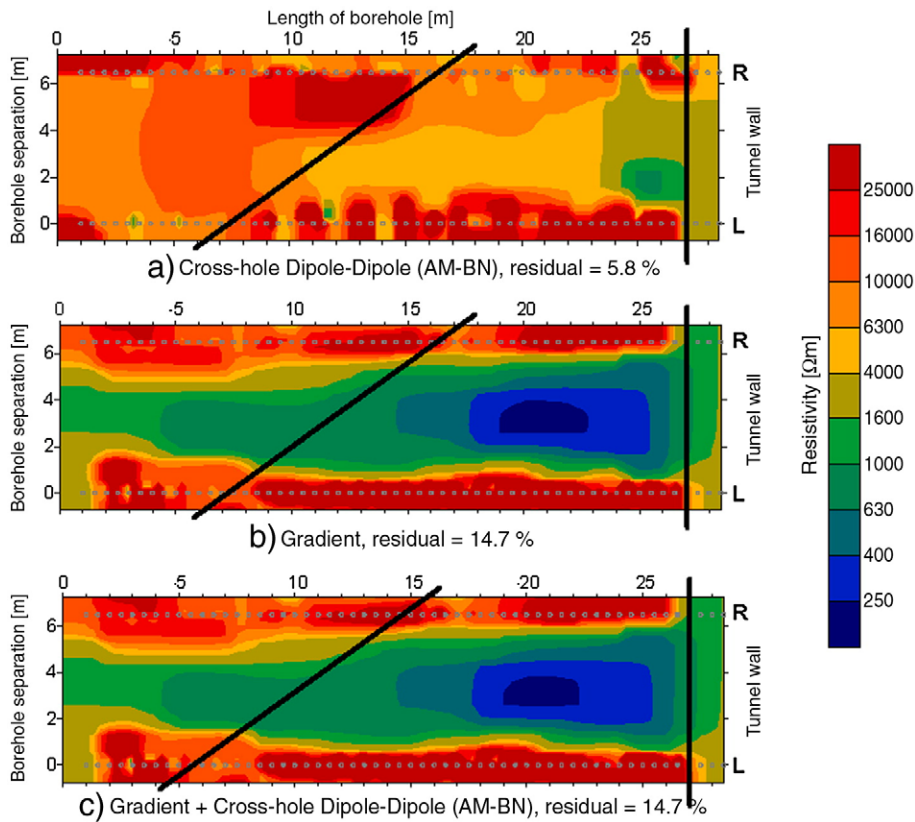 Length of borehole [m]
0 -5 10 15 20 25
Borehole separation [m]
6
4
2
0
R
Tunnel wall
L
a) Cross-hole Dipole-Dipole (AM-BN), residual = 5.8 %
0 -5 10 15 20 25
Borehole separation [m]
6
4
2
0
R
Tunnel wall
L
b) Gradient, residual = 14.7 %
0 -5 10 15 -20 25
Borehole separation [m]
6
4
2
0
R
Tunnel wall
L
c) Gradient + Cross-hole Dipole-Dipole (AM-BN), residual = 14.7 %
Resistivity [Ωm]
25000
16000
10000
6300
4000
1600
1000
630
400
250